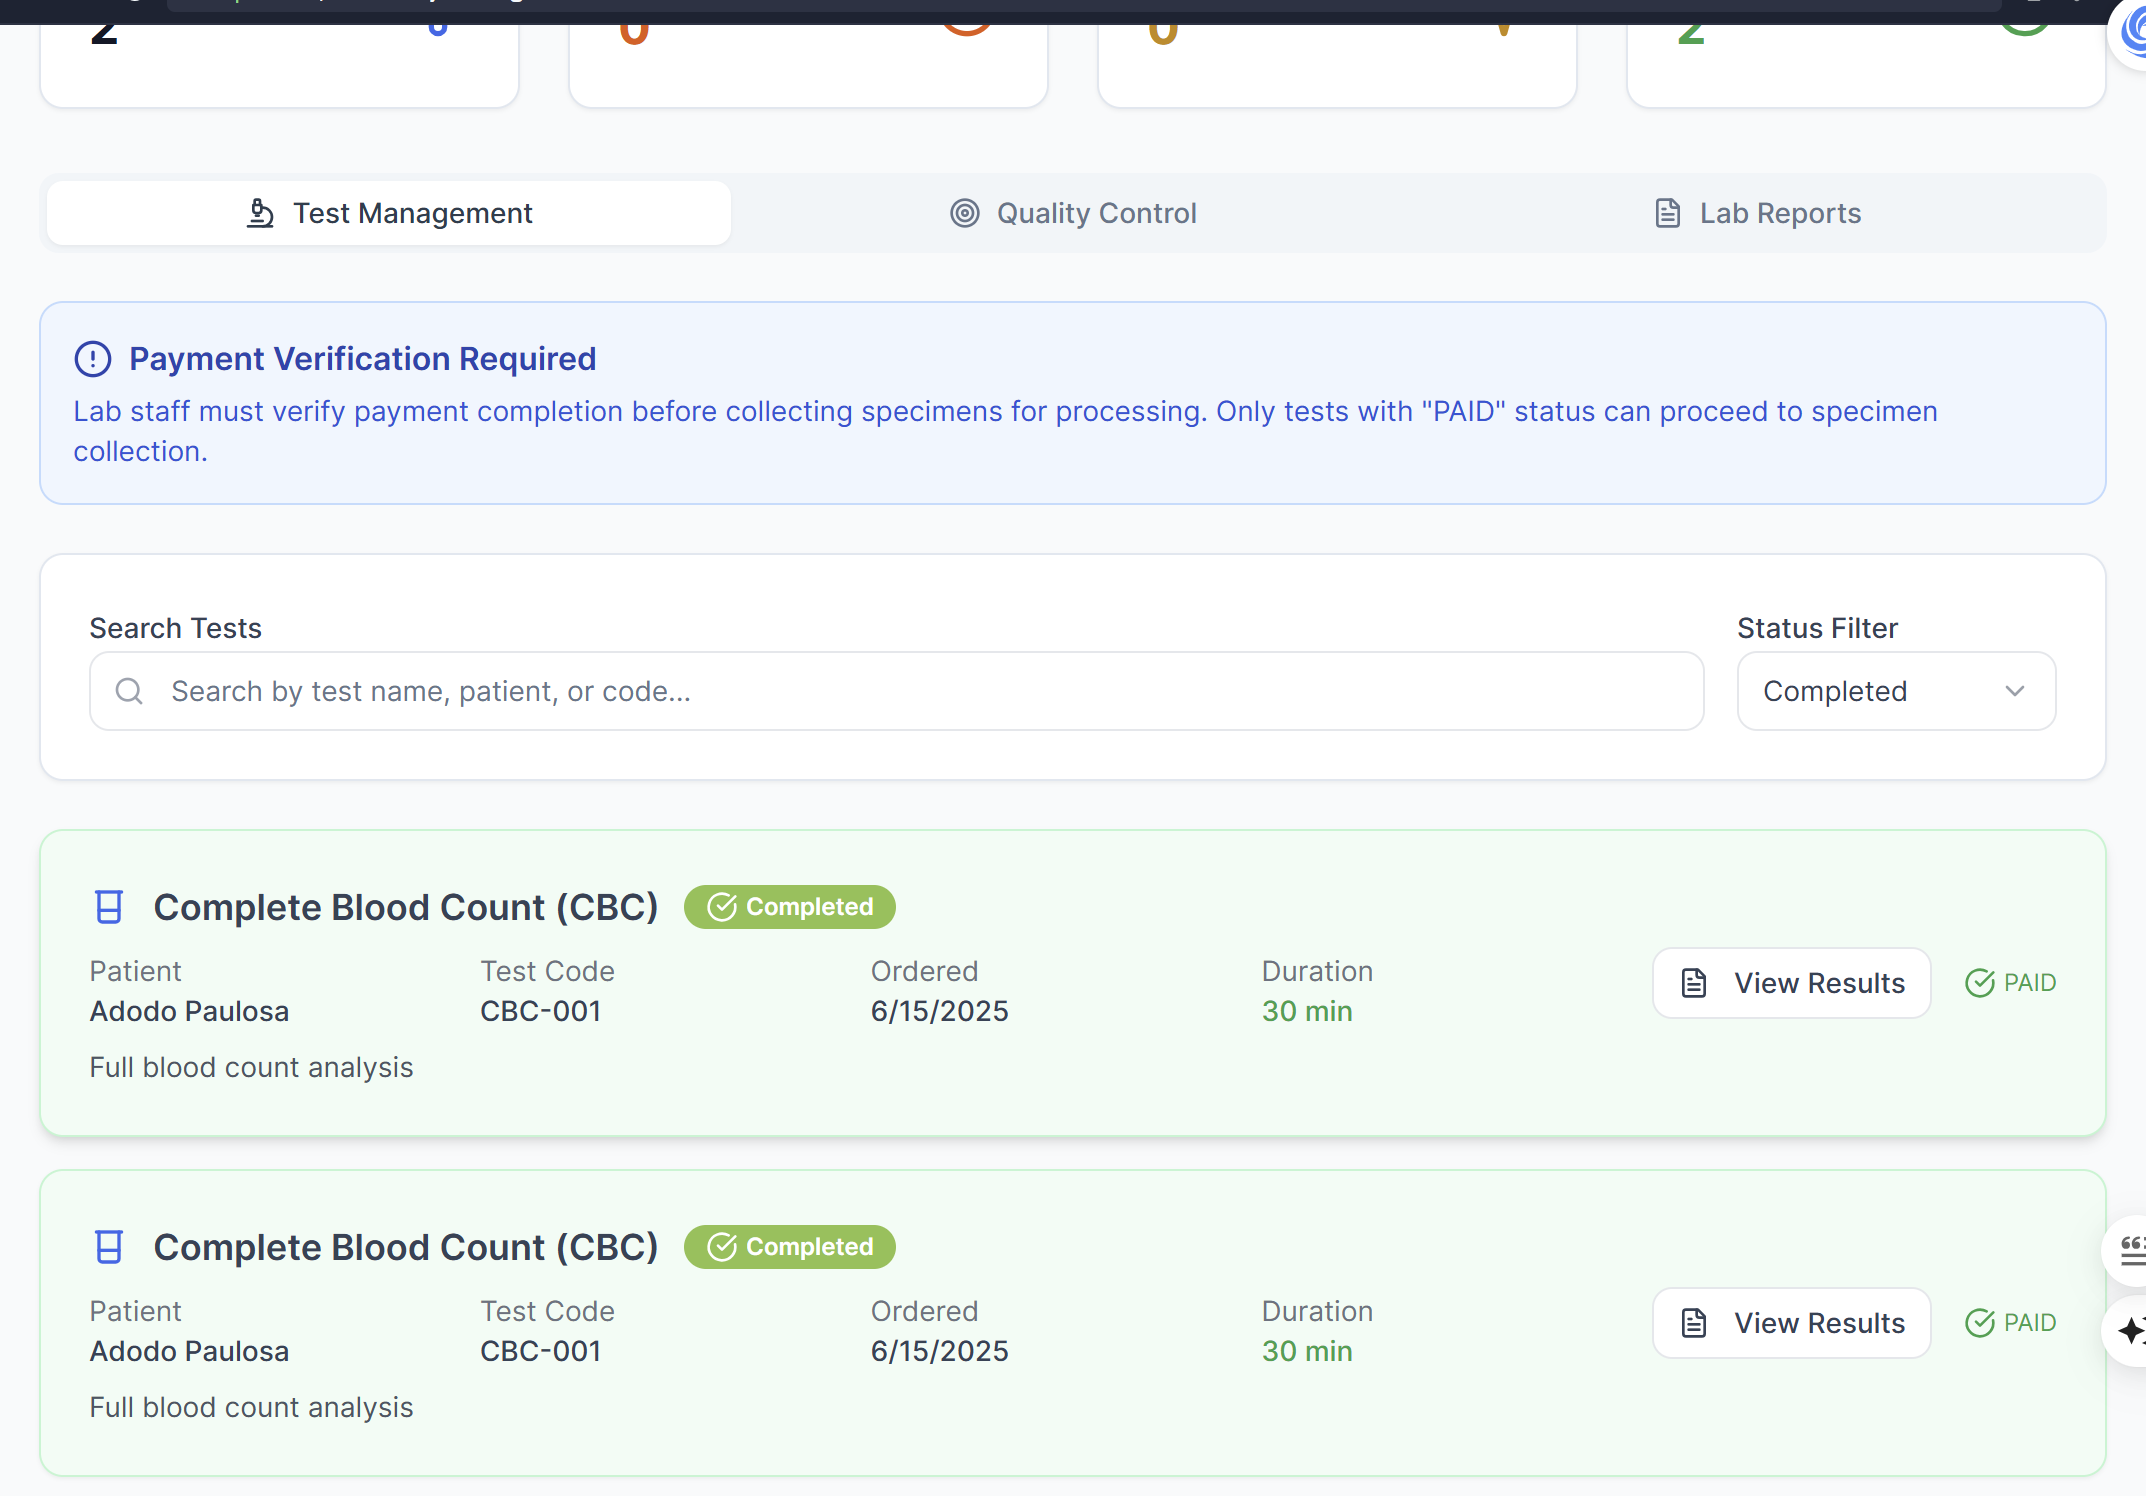 2
0
0
2
Test Management
Quality Control
Lab Reports
Payment Verification Required
Lab staff must verify payment completion before collecting specimens for processing. Only tests with "PAID" status can proceed to specimen
collection.
Search Tests
Status Filter
Search by test name, patient, or code...
Completed
Complete Blood Count (CBC)
Completed
Patient
Test Code
Ordered
Duration
Adodo Paulosa
CBC-001
6/15/2025
30 min
View Results
PAID
Full blood count analysis
Complete Blood Count (CBC)
Completed
Patient
Test Code
Ordered
Duration
Adodo Paulosa
CBC-001
6/15/2025
30 min
View Results
PAID
Full blood count analysis